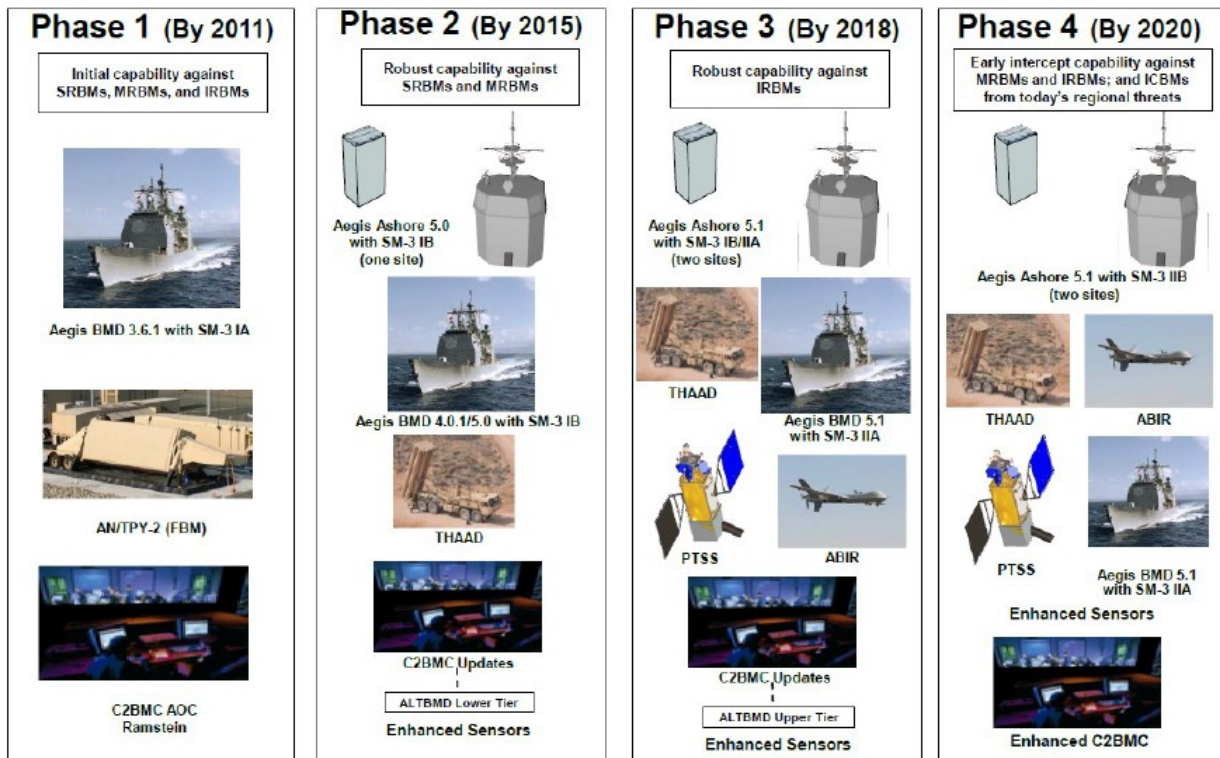 Phase 1 (By 2011)
Initial capability against
SRBMs, MRBMs, and IRBMs
Aegis BMD 3.6.1 with SM-3 IA
AN/TPY-2 (FBM)
C2BMC AOC
Ramstein
Phase 2 (By 2015)
Robust capability against
SRBMs and MRBMs
Aegis Ashore 5.0
with SM-3 IB
(one site)
Aegis BMD 4.0.1/5.0 with SM-3 IB
THAAD
C2BMC Updates
ALTBMD Lower Tier
Enhanced Sensors
Phase 3 (By 2018)
Robust capability against
IRBMs
Aegis Ashore 5.1
with SM-3 IB/IIA
(two sites)
THAAD
Aegis BMD 5.1
with SM-3 IIA
PTSS
ABIR
C2BMC Updates
ALTBMD Upper Tier
Enhanced Sensors
Phase 4 (By 2020)
Early intercept capability against
MRBMs and IRBMs; and ICBMs
from today's regional threats
Aegis Ashore 5.1 with SM-3 IIB
(two sites)
THAAD
ABIR
PTSS
Aegis BMD 5.1
with SM-3 IIA
Enhanced Sensors
Enhanced C2BMC